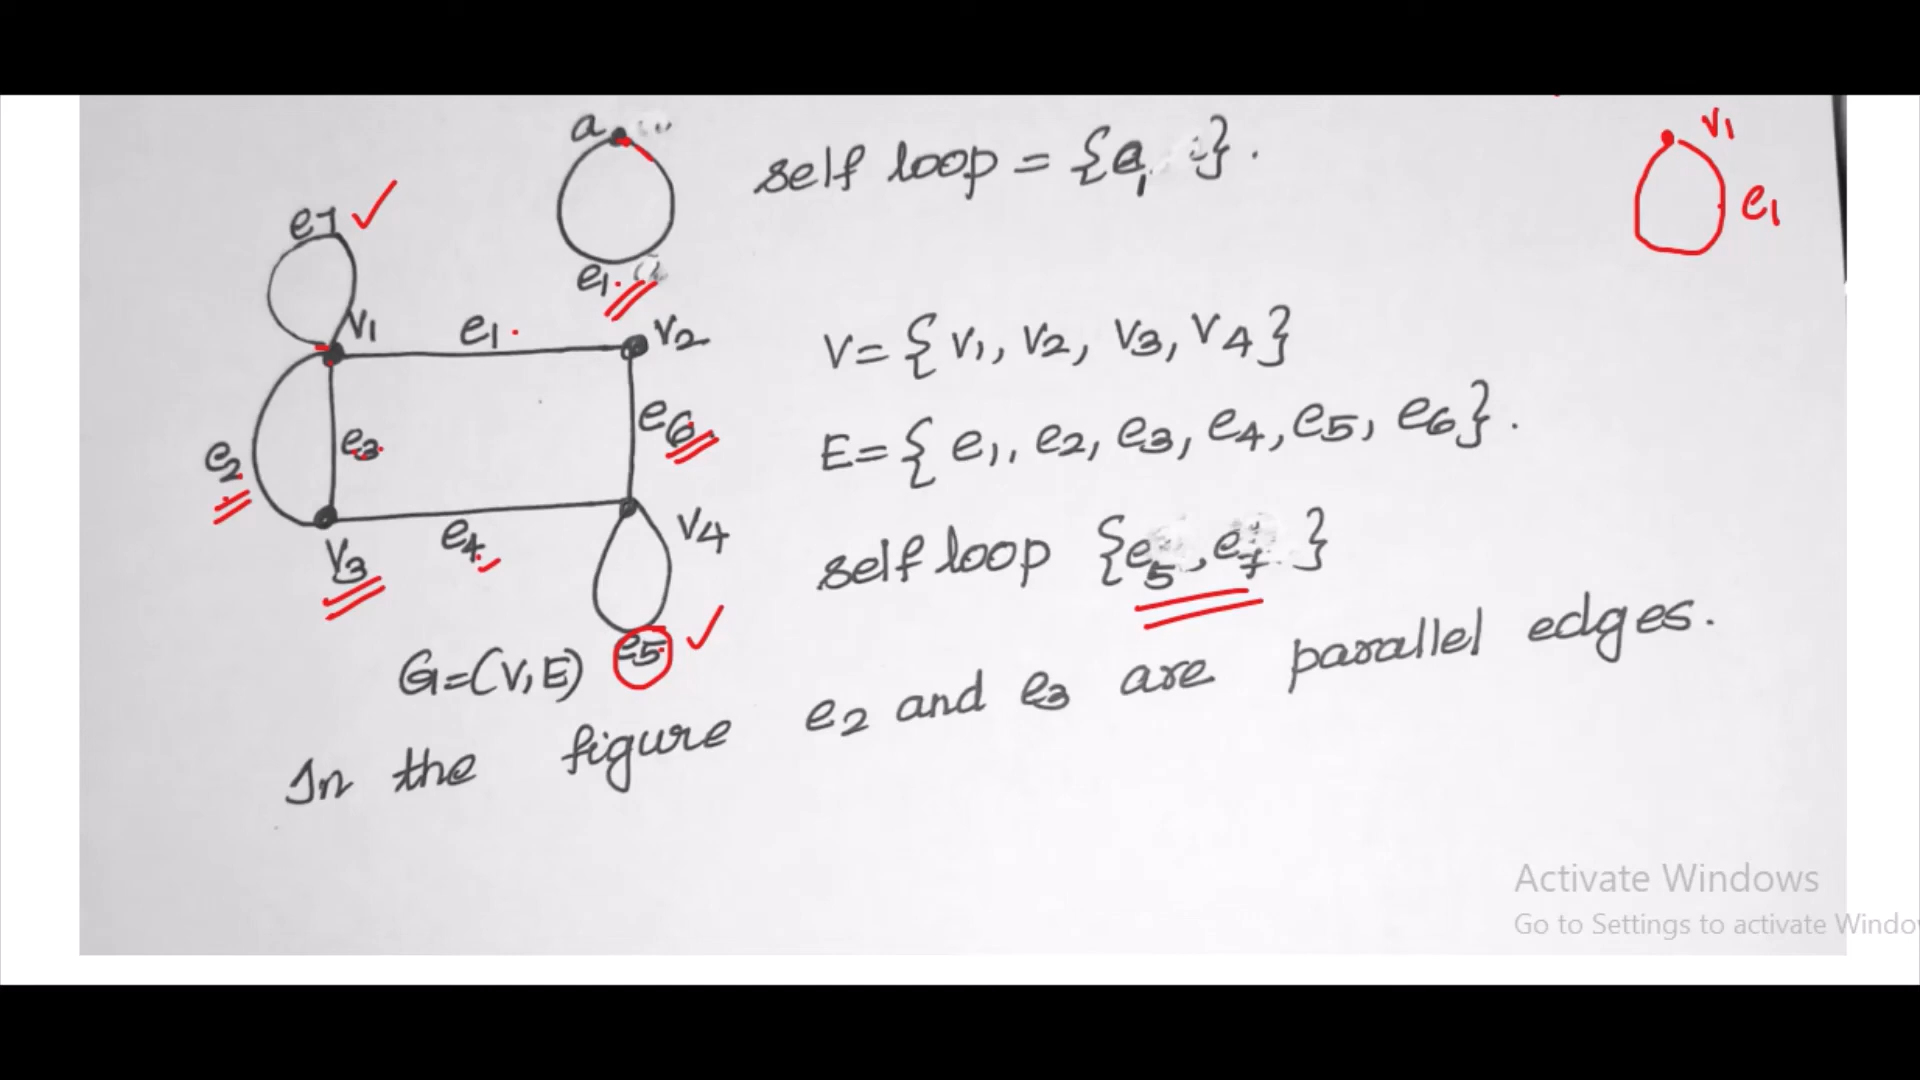 a
self loop = {e1 }.
v1
e1
e7
e1.
v1
e1
v2
V = { v1, v2, v3, v4 }
e6
e2
e3
E = { e1, e2, e3, e4, e5, e6 }.
v3
e4
v4
self loop {e5, e7 }
G=(V,E)
e5
In the figure e2 and e3 are parallel edges.
Activate Windows
Go to Settings to activate Windo